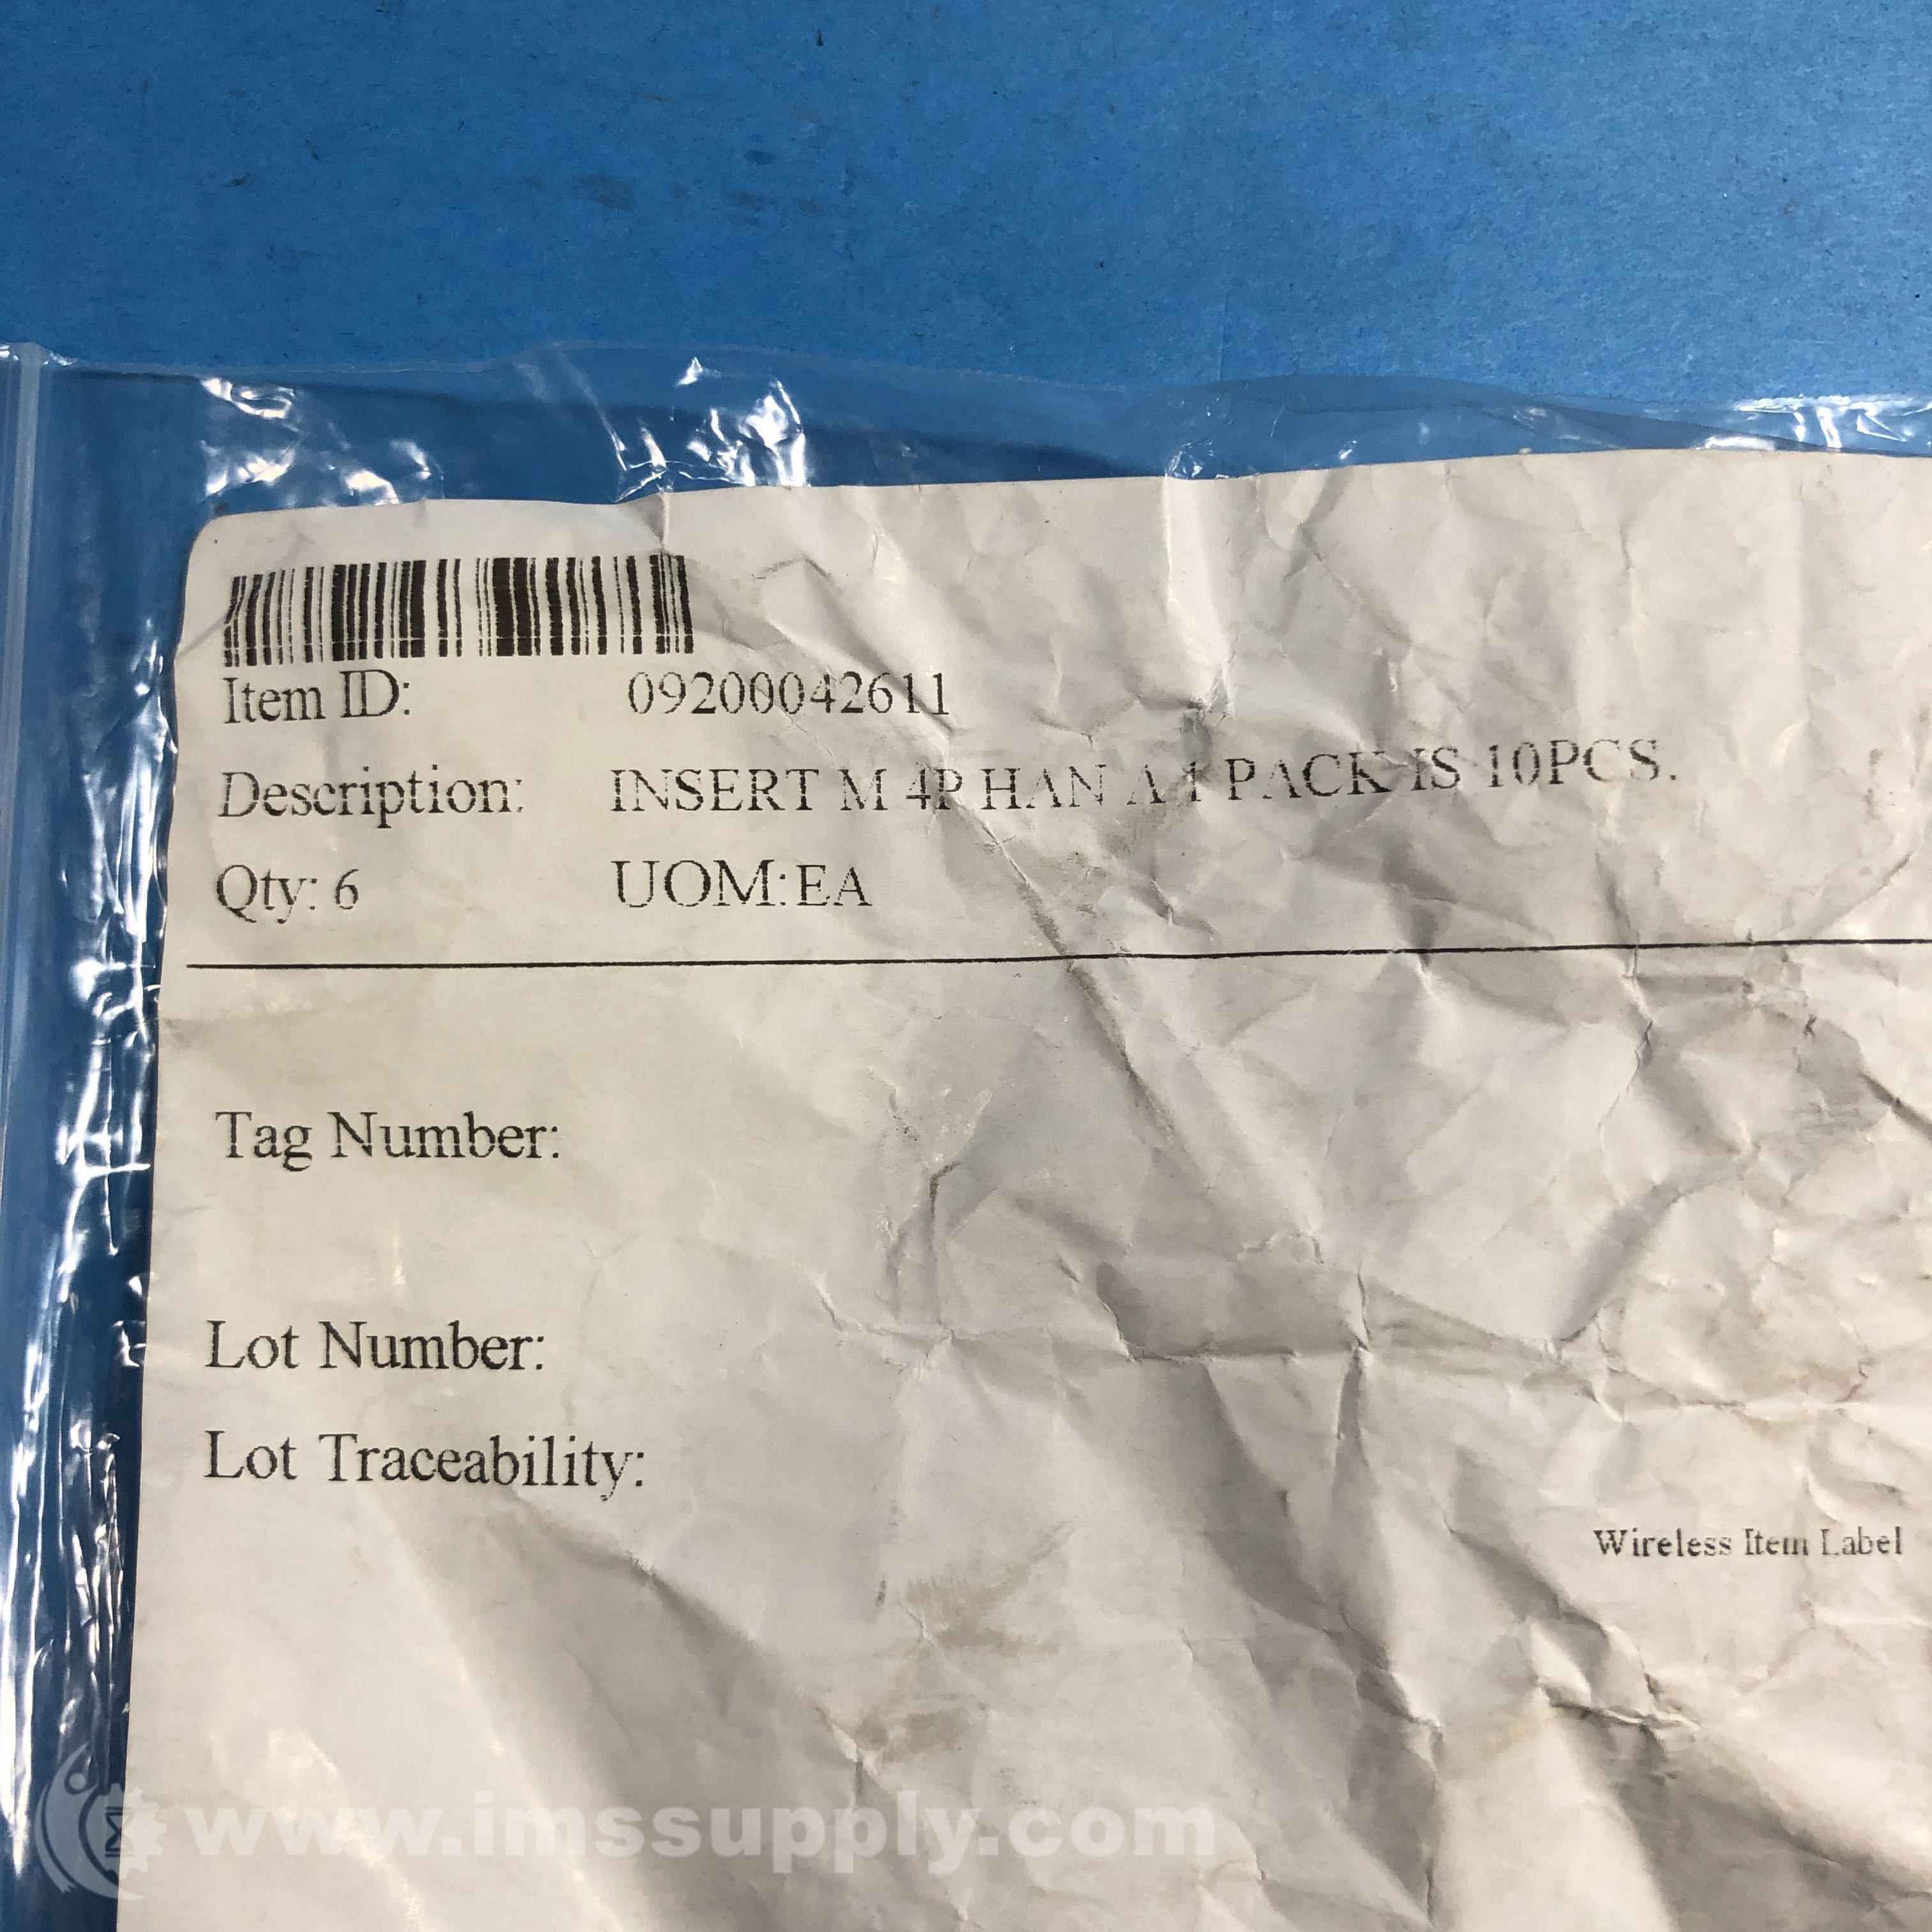 Item ID: 09200042611
Description: INSERT M 4P HAN A 1 PACK IS 10PCS.
Qty: 6 UOM:EA
Tag Number:
Lot Number:
Lot Traceability:
Wireless Item Label
www.imssupply.com